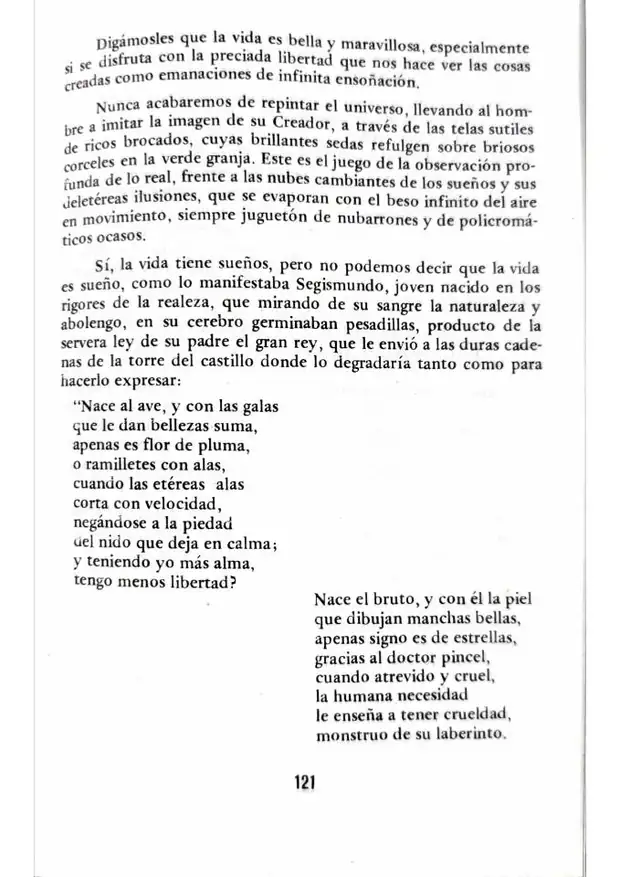 Digámosles que la vida es bella y maravillosa, especialmente
si se disfruta con la preciada libertad que nos hace ver las cosas
creadas como emanaciones de infinita ensoñación.
Nunca acabaremos de repintar el universo, llevando al hom-
bre a imitar la imagen de su Creador, a través de las telas sutiles
de ricos brocados, cuyas brillantes sedas refulgen sobre briosos
corceles en la verde granja. Este es el juego de la observación pro-
funda de lo real, frente a las nubes cambiantes de los sueños y sus
deletéreas ilusiones, que se evaporan con el beso infinito del aire
en movimiento, siempre juguetón de nubarrones y de policromá-
ticos ocasos.
Sí, la vida tiene sueños, pero no podemos decir que la vida
es sueño, como lo manifestaba Segismundo, joven nacido en los
rigores de la realeza, que mirando de su sangre la naturaleza y
abolengo, en su cerebro germinaban pesadillas, producto de la
servera ley de su padre el gran rey, que le envió a las duras cade-
nas de la torre del castillo donde lo degradaría tanto como para
hacerlo expresar:
“Nace al ave, y con las galas
que le dan bellezas suma,
apenas es flor de pluma,
o ramilletes con alas,
cuando las etéreas alas
corta con velocidad,
negándose a la piedad
del nido que deja en calma;
y teniendo yo más alma,
tengo menos libertad?
Nace el bruto, y con él la piel
que dibujan manchas bellas,
apenas signo es de estrellas,
gracias al doctor pincel,
cuando atrevido y cruel,
la humana necesidad
le enseña a tener crueldad,
monstruo de su laberinto.
121